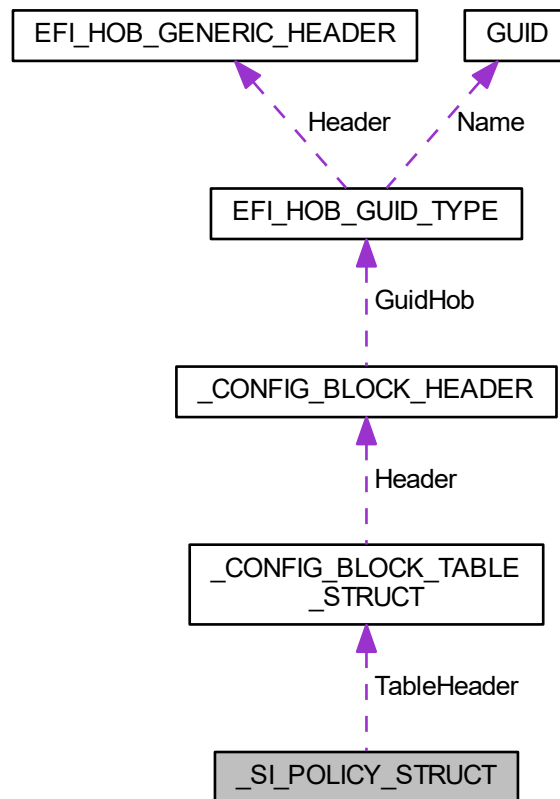 EFI_HOB_GENERIC_HEADER
GUID
Header
Name
EFI_HOB_GUID_TYPE
GuidHob
_CONFIG_BLOCK_HEADER
Header
_CONFIG_BLOCK_TABLE
_STRUCT
TableHeader
_SI_POLICY_STRUCT